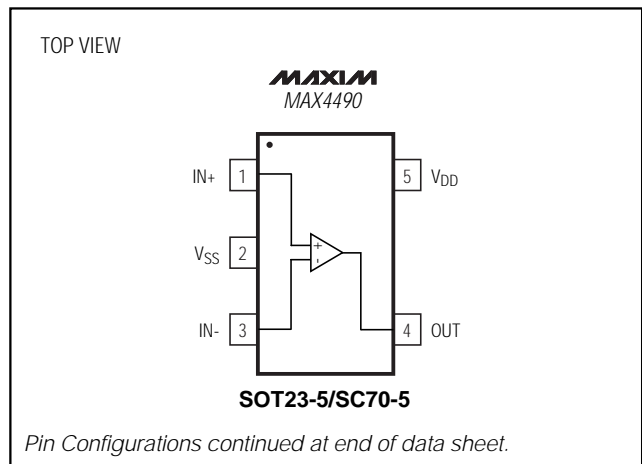 TOP VIEW
MAXIM
MAX4490
IN+ 1
5 VDD
+
-
VSS 2
IN- 3
4 OUT
SOT23-5/SC70-5
Pin Configurations continued at end of data sheet.